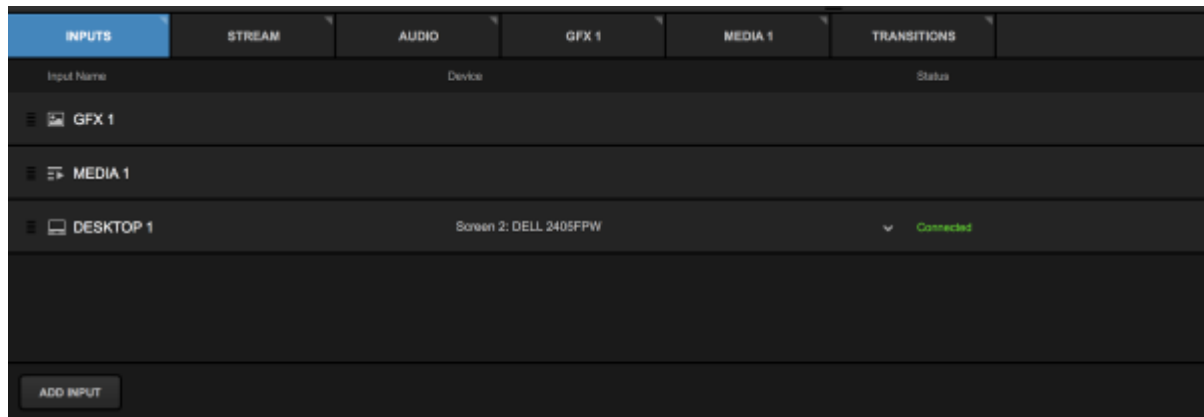 INPUTS STREAM AUDIO GFX 1 MEDIA 1 TRANSITIONS
Input Name Device Status
GFX 1
MEDIA 1
DESKTOP 1 Screen 2: DELL 2405FPW Connected
ADD INPUT